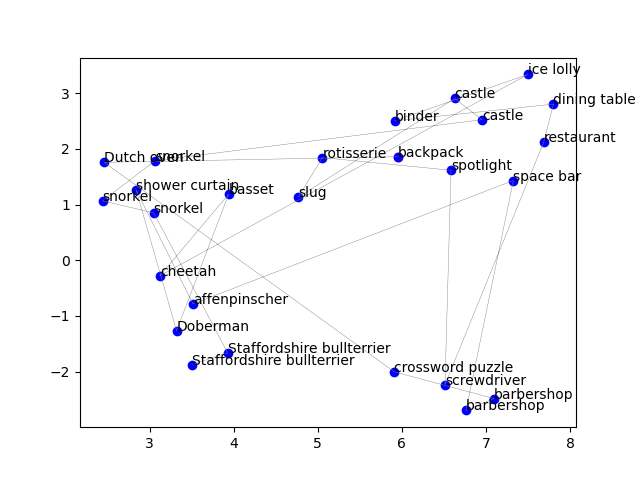 ice lolly
castle
dining table
binder
castle
restaurant
rotisserie
backpack
Dutch oven
snorkel
spotlight
space bar
shower curtain
basset
slug
snorkel
snorkel
cheetah
affenpinscher
Doberman
Staffordshire bullterrier
Staffordshire bullterrier
crossword puzzle
screwdriver
barbershop
barbershop
3
2
1
0
−1
−2
3 4 5 6 7 8